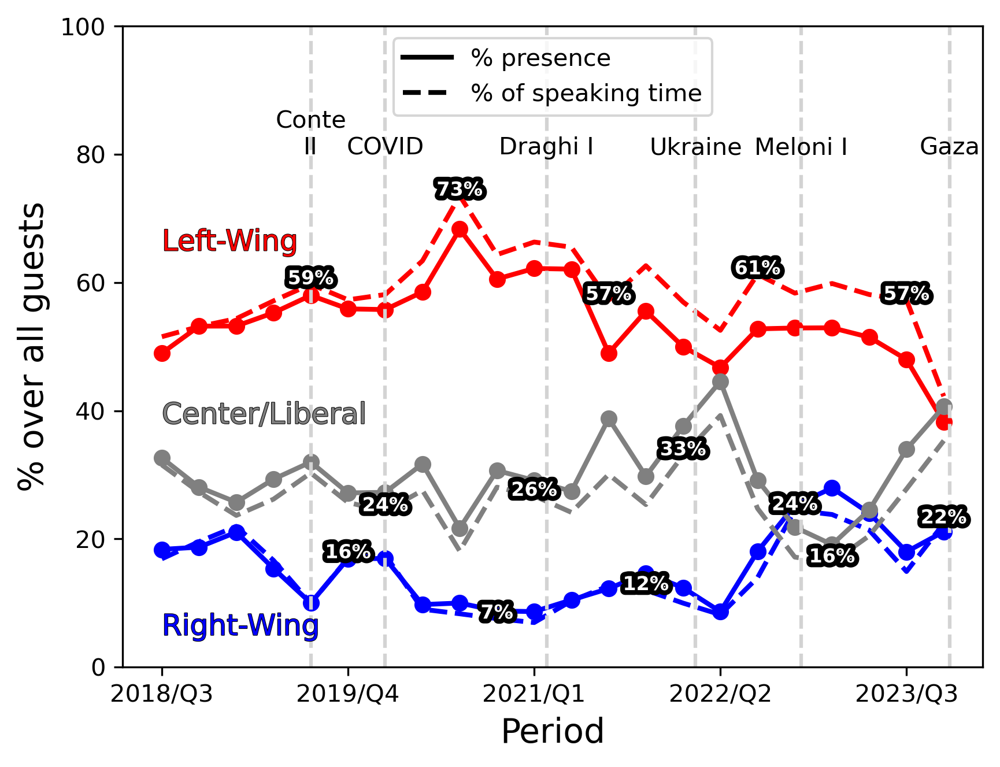 100
80
60
40
20
0
% over all guests
% presence
% of speaking time
Conte
II
COVID
Draghi I
Ukraine
Meloni I
Gaza
Left-Wing
Center/Liberal
Right-Wing
59%
73%
57%
61%
57%
24%
26%
33%
16%
16%
7%
12%
24%
22%
2018/Q3
2019/Q4
2021/Q1
2022/Q2
2023/Q3
Period